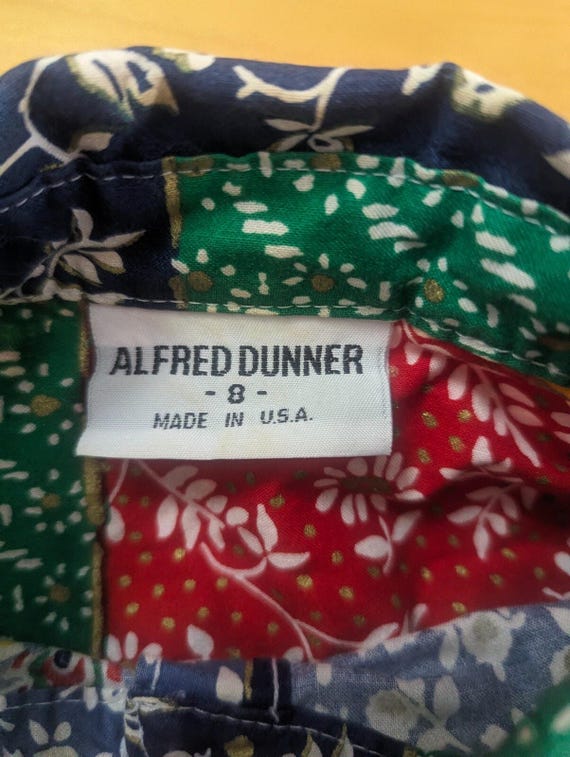 ALFRED DUNNER
- 8 -
MADE IN U.S.A.